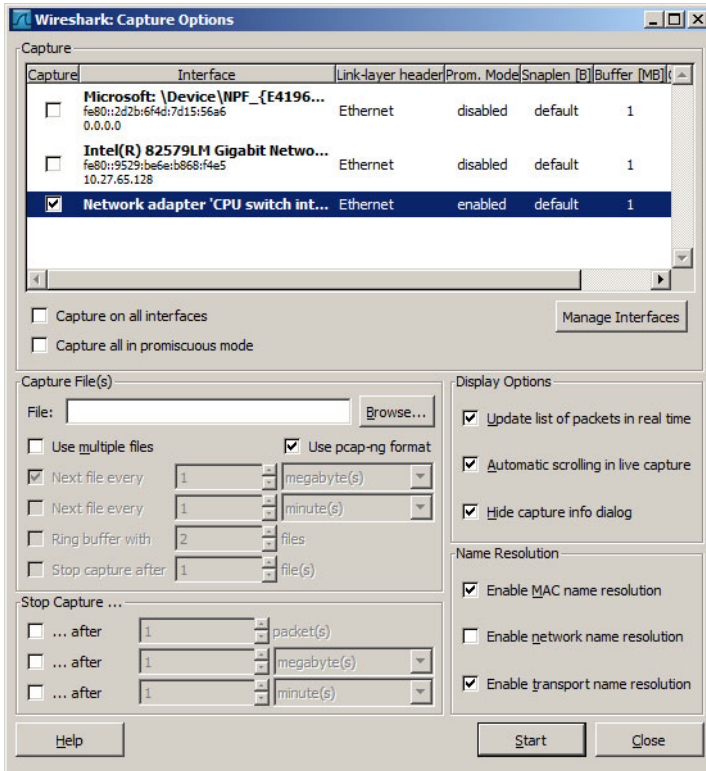 Wireshark: Capture Options
Capture
Capture Interface Link-layer header Prom. Mode Snaplen [B] Buffer [MB]
Microsoft: \Device\NPF_{E4196...
fe80::2d2b:6f4d:7d15:56a6
0.0.0.0
Ethernet disabled default 1
Intel(R) 82579LM Gigabit Netwo...
fe80::9529:be6e:b868:f4e5
10.27.65.128
Ethernet disabled default 1
Network adapter 'CPU switch int... Ethernet enabled default 1
Capture on all interfaces
Manage Interfaces
Capture all in promiscuous mode
Capture File(s)
File: Browse...
Use multiple files Use pcap-ng format
Next file every 1 megabyte(s)
Next file every 1 minute(s)
Ring buffer with 2 files
Stop capture after 1 file(s)
Stop Capture ...
... after 1 packet(s)
... after 1 megabyte(s)
... after 1 minute(s)
Display Options
Update list of packets in real time
Automatic scrolling in live capture
Hide capture info dialog
Name Resolution
Enable MAC name resolution
Enable network name resolution
Enable transport name resolution
Help Start Close